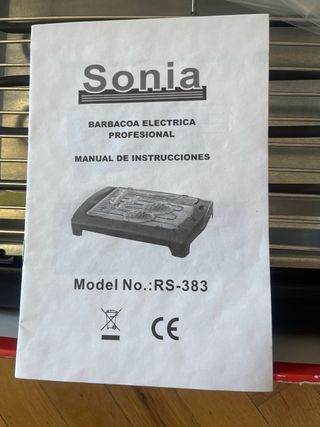 Sonia
BARBACOA ELECTRICA
PROFESIONAL
MANUAL DE INSTRUCCIONES
Model No.:RS-383
CE